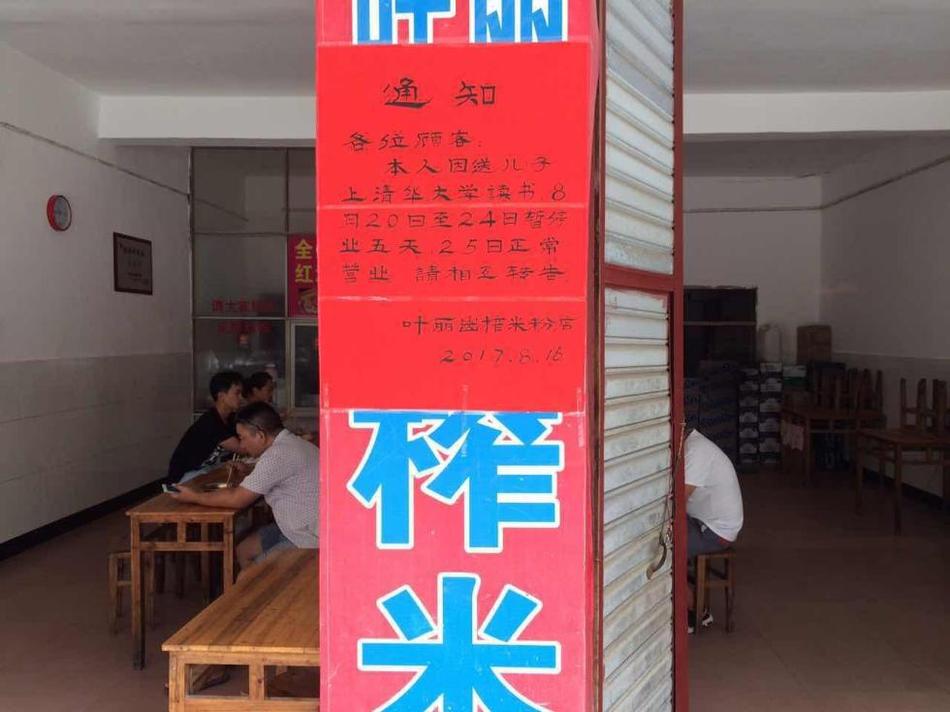 叶丽
通知
各位顾客:
本人因送儿子
上清华大学读书,8
月20日至24日暂停
业五天.25日正常
营业 請相互转告
叶丽
榨米粉店
2017.8.16
榨
米
全
红